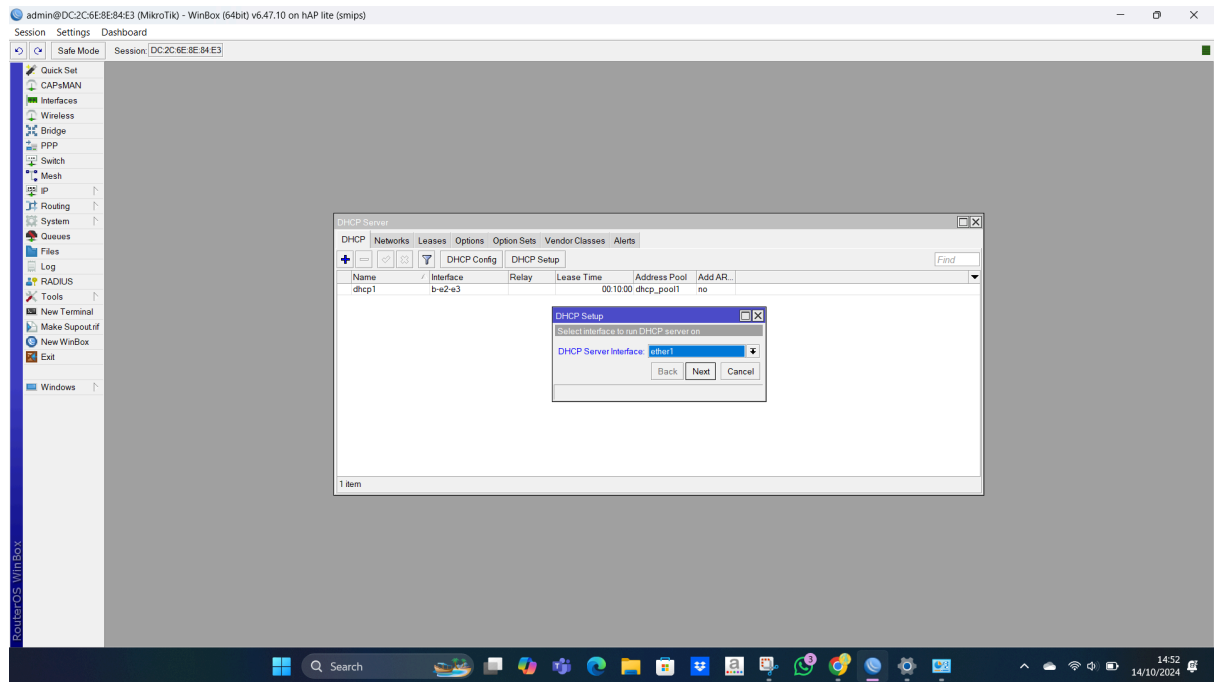 admin@DC:2C:6E:8E:84:E3 (MikroTik) - WinBox (64bit) v6.47.10 on hAP lite (smips)
Session Settings Dashboard
Safe Mode Session: DC:2C:6E:8E:84:E3
Quick Set
CAPsMAN
Interfaces
Wireless
Bridge
PPP
Switch
Mesh
IP
Routing
System
Queues
Files
Log
RADIUS
Tools
New Terminal
Make Supout.rif
New WinBox
Exit
Windows
RouterOS WinBox
DHCP Server
DHCP Networks Leases Options Option Sets Vendor Classes Alerts
DHCP Config DHCP Setup Find
Name Interface Relay Lease Time Address Pool Add AR...
dhcp1 b-e2-e3 00:10:00 dhcp_pool1 no
DHCP Setup
Select interface to run DHCP server on
DHCP Server Interface: ether1
Back Next Cancel
1 item
Search
a
3
14:52
14/10/2024